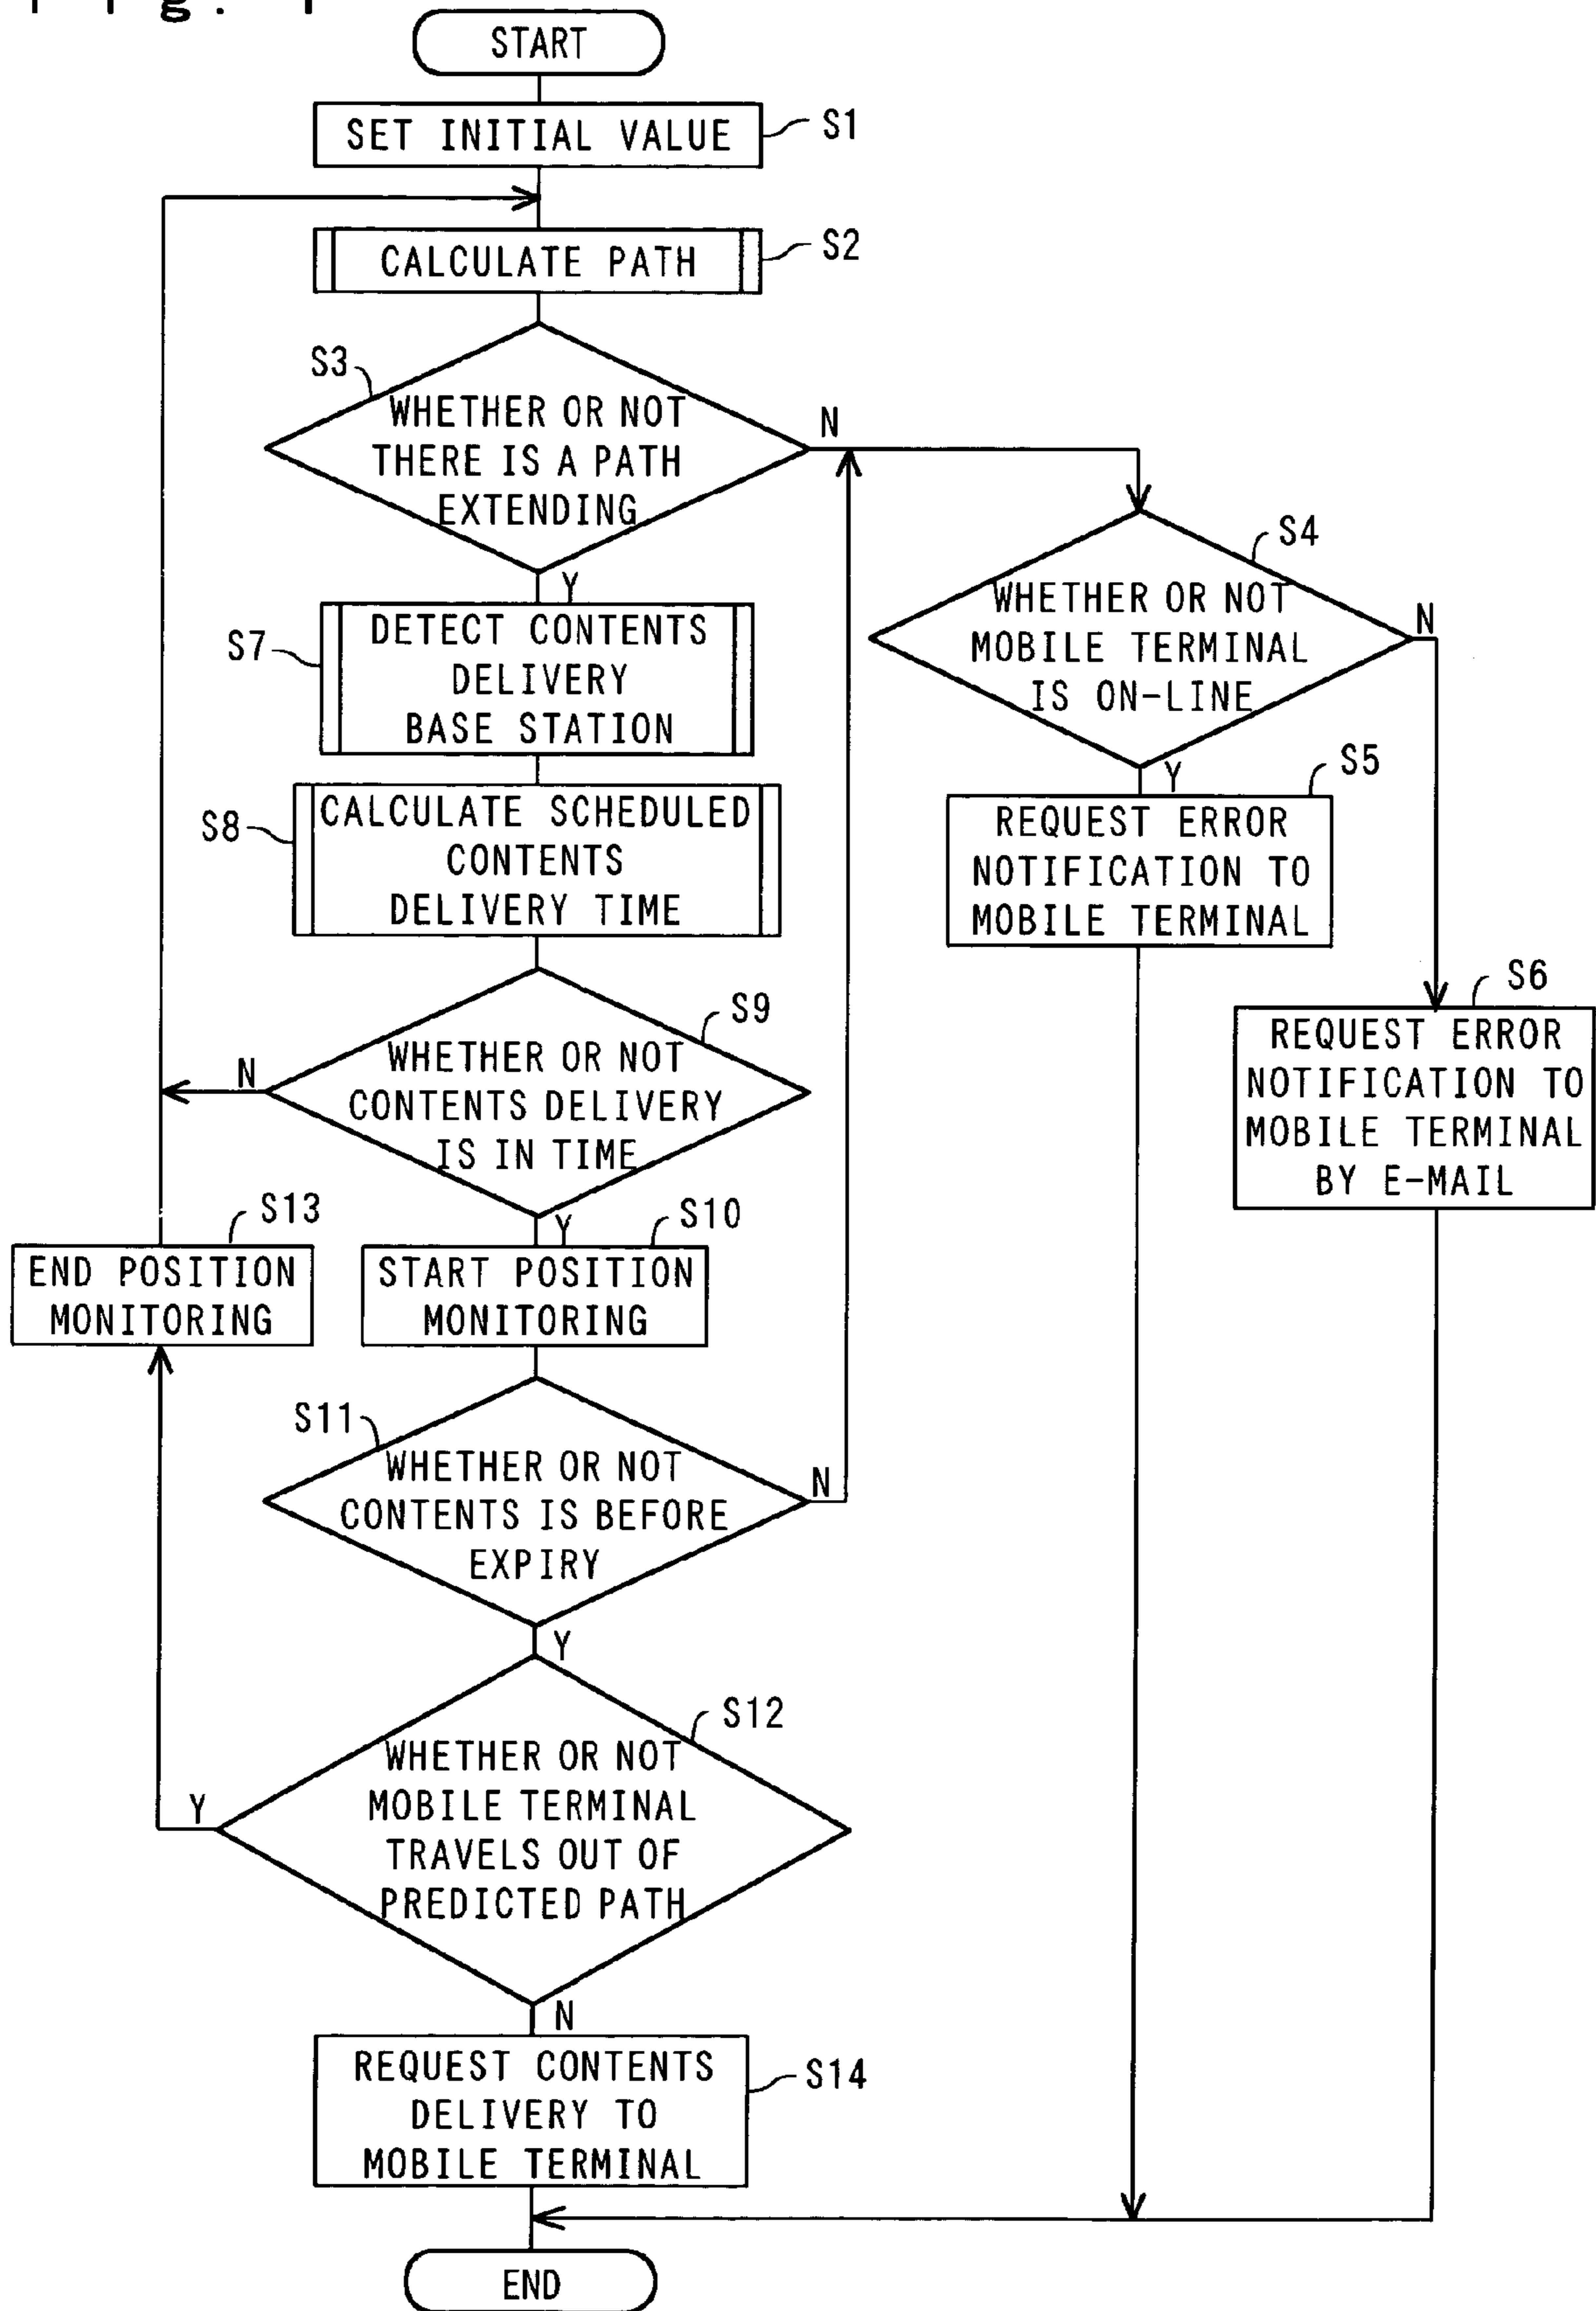 START
SET INITIAL VALUE
S1
CALCULATE PATH
S2
S3
WHETHER OR NOT
THERE IS A PATH
EXTENDING
N
Y
S4
WHETHER OR NOT
MOBILE TERMINAL
IS ON-LINE
N
Y
S5
REQUEST ERROR
NOTIFICATION TO
MOBILE TERMINAL
S6
REQUEST ERROR
NOTIFICATION TO
MOBILE TERMINAL
BY E-MAIL
S7
DETECT CONTENTS
DELIVERY
BASE STATION
S8
CALCULATE SCHEDULED
CONTENTS
DELIVERY TIME
S9
WHETHER OR NOT
CONTENTS DELIVERY
IS IN TIME
N
Y
S13
END POSITION
MONITORING
S10
START POSITION
MONITORING
S11
WHETHER OR NOT
CONTENTS IS BEFORE
EXPIRY
N
Y
S12
WHETHER OR NOT
MOBILE TERMINAL
TRAVELS OUT OF
PREDICTED PATH
Y
N
REQUEST CONTENTS
DELIVERY TO
MOBILE TERMINAL
S14
END